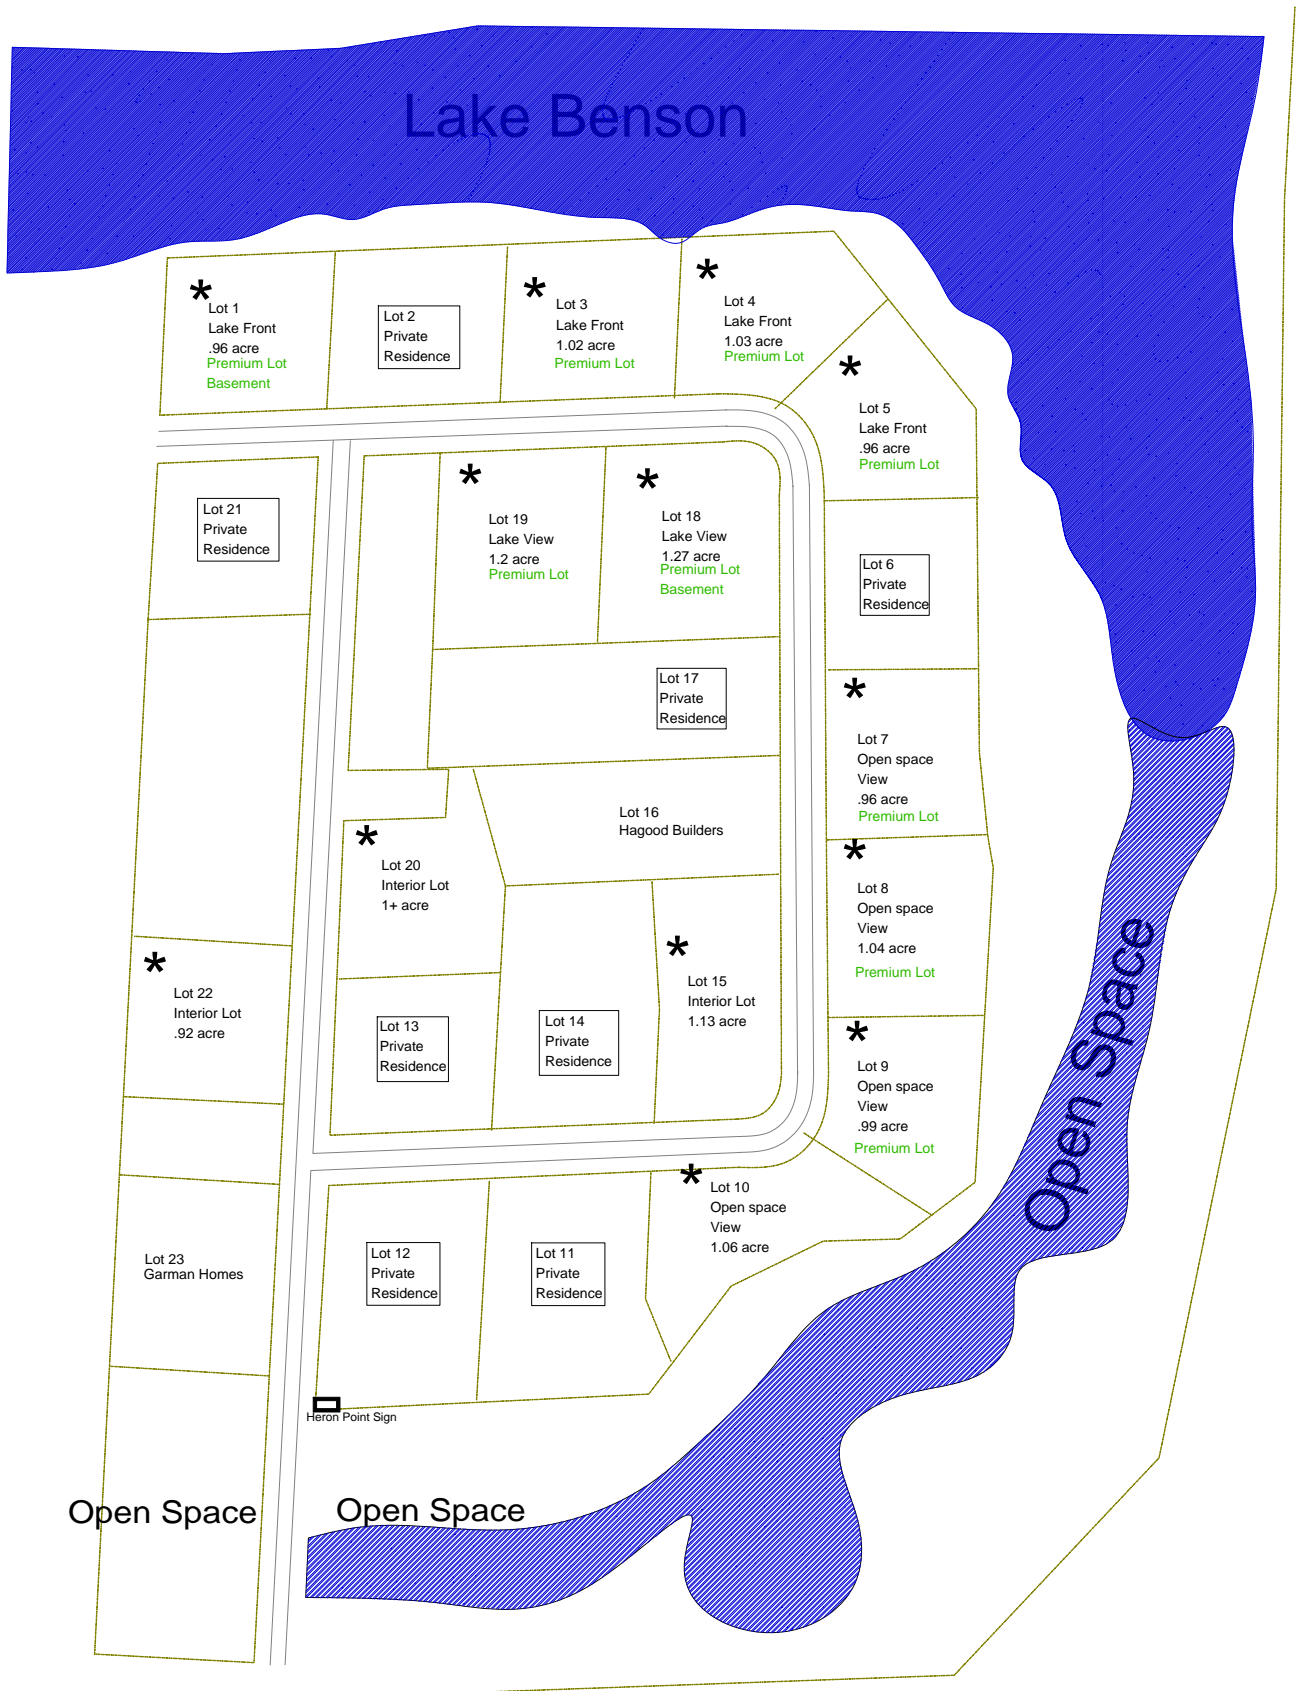 Lake Benson
*
Lot 1
Lake Front
.96 acre
Premium Lot
Basement
Lot 2
Private
Residence
*
Lot 3
Lake Front
1.02 acre
Premium Lot
*
Lot 4
Lake Front
1.03 acre
Premium Lot
*
Lot 5
Lake Front
.96 acre
Premium Lot
Lot 21
Private
Residence
*
Lot 19
Lake View
1.2 acre
Premium Lot
*
Lot 18
Lake View
1.27 acre
Premium Lot
Basement
Lot 6
Private
Residence
Lot 17
Private
Residence
*
Lot 7
Open space
View
.96 acre
Premium Lot
Lot 16
Hagood Builders
*
Lot 20
Interior Lot
1+ acre
*
Lot 8
Open space
View
1.04 acre
Premium Lot
*
Lot 22
Interior Lot
.92 acre
*
Lot 15
Interior Lot
1.13 acre
Lot 13
Private
Residence
Lot 14
Private
Residence
*
Lot 9
Open space
View
.99 acre
Premium Lot
Open Space
*
Lot 10
Open space
View
1.06 acre
Lot 23
Garman Homes
Lot 12
Private
Residence
Lot 11
Private
Residence
Heron Point Sign
Open Space
Open Space